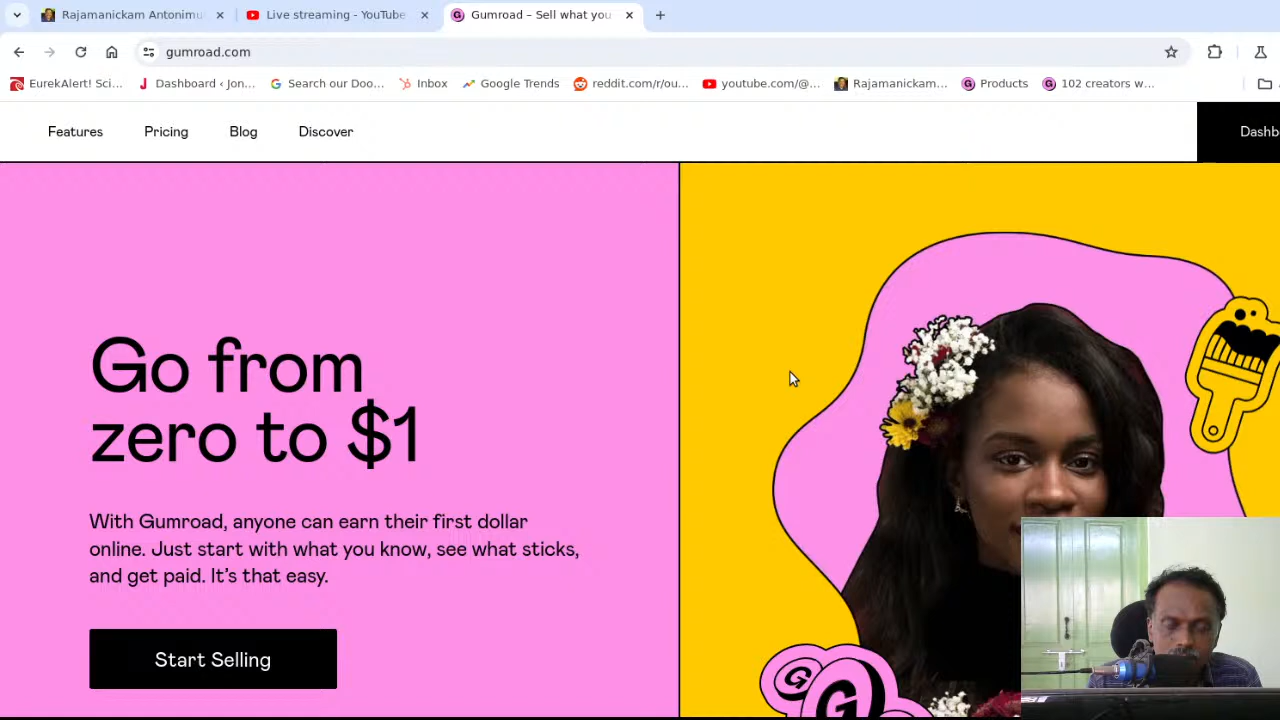 Rajamanickam Antonimu
Live streaming - YouTube
Gumroad – Sell what you
gumroad.com
EurekAlert! Sci...
Dashboard ‹ Jon...
Search our Doo...
Inbox
Google Trends
reddit.com/r/ou...
youtube.com/@...
Rajamanickam...
Products
102 creators w...
Features
Pricing
Blog
Discover
Dashb
Go from
zero to $1
With Gumroad, anyone can earn their first dollar
online. Just start with what you know, see what sticks,
and get paid. It's that easy.
Start Selling
G
G